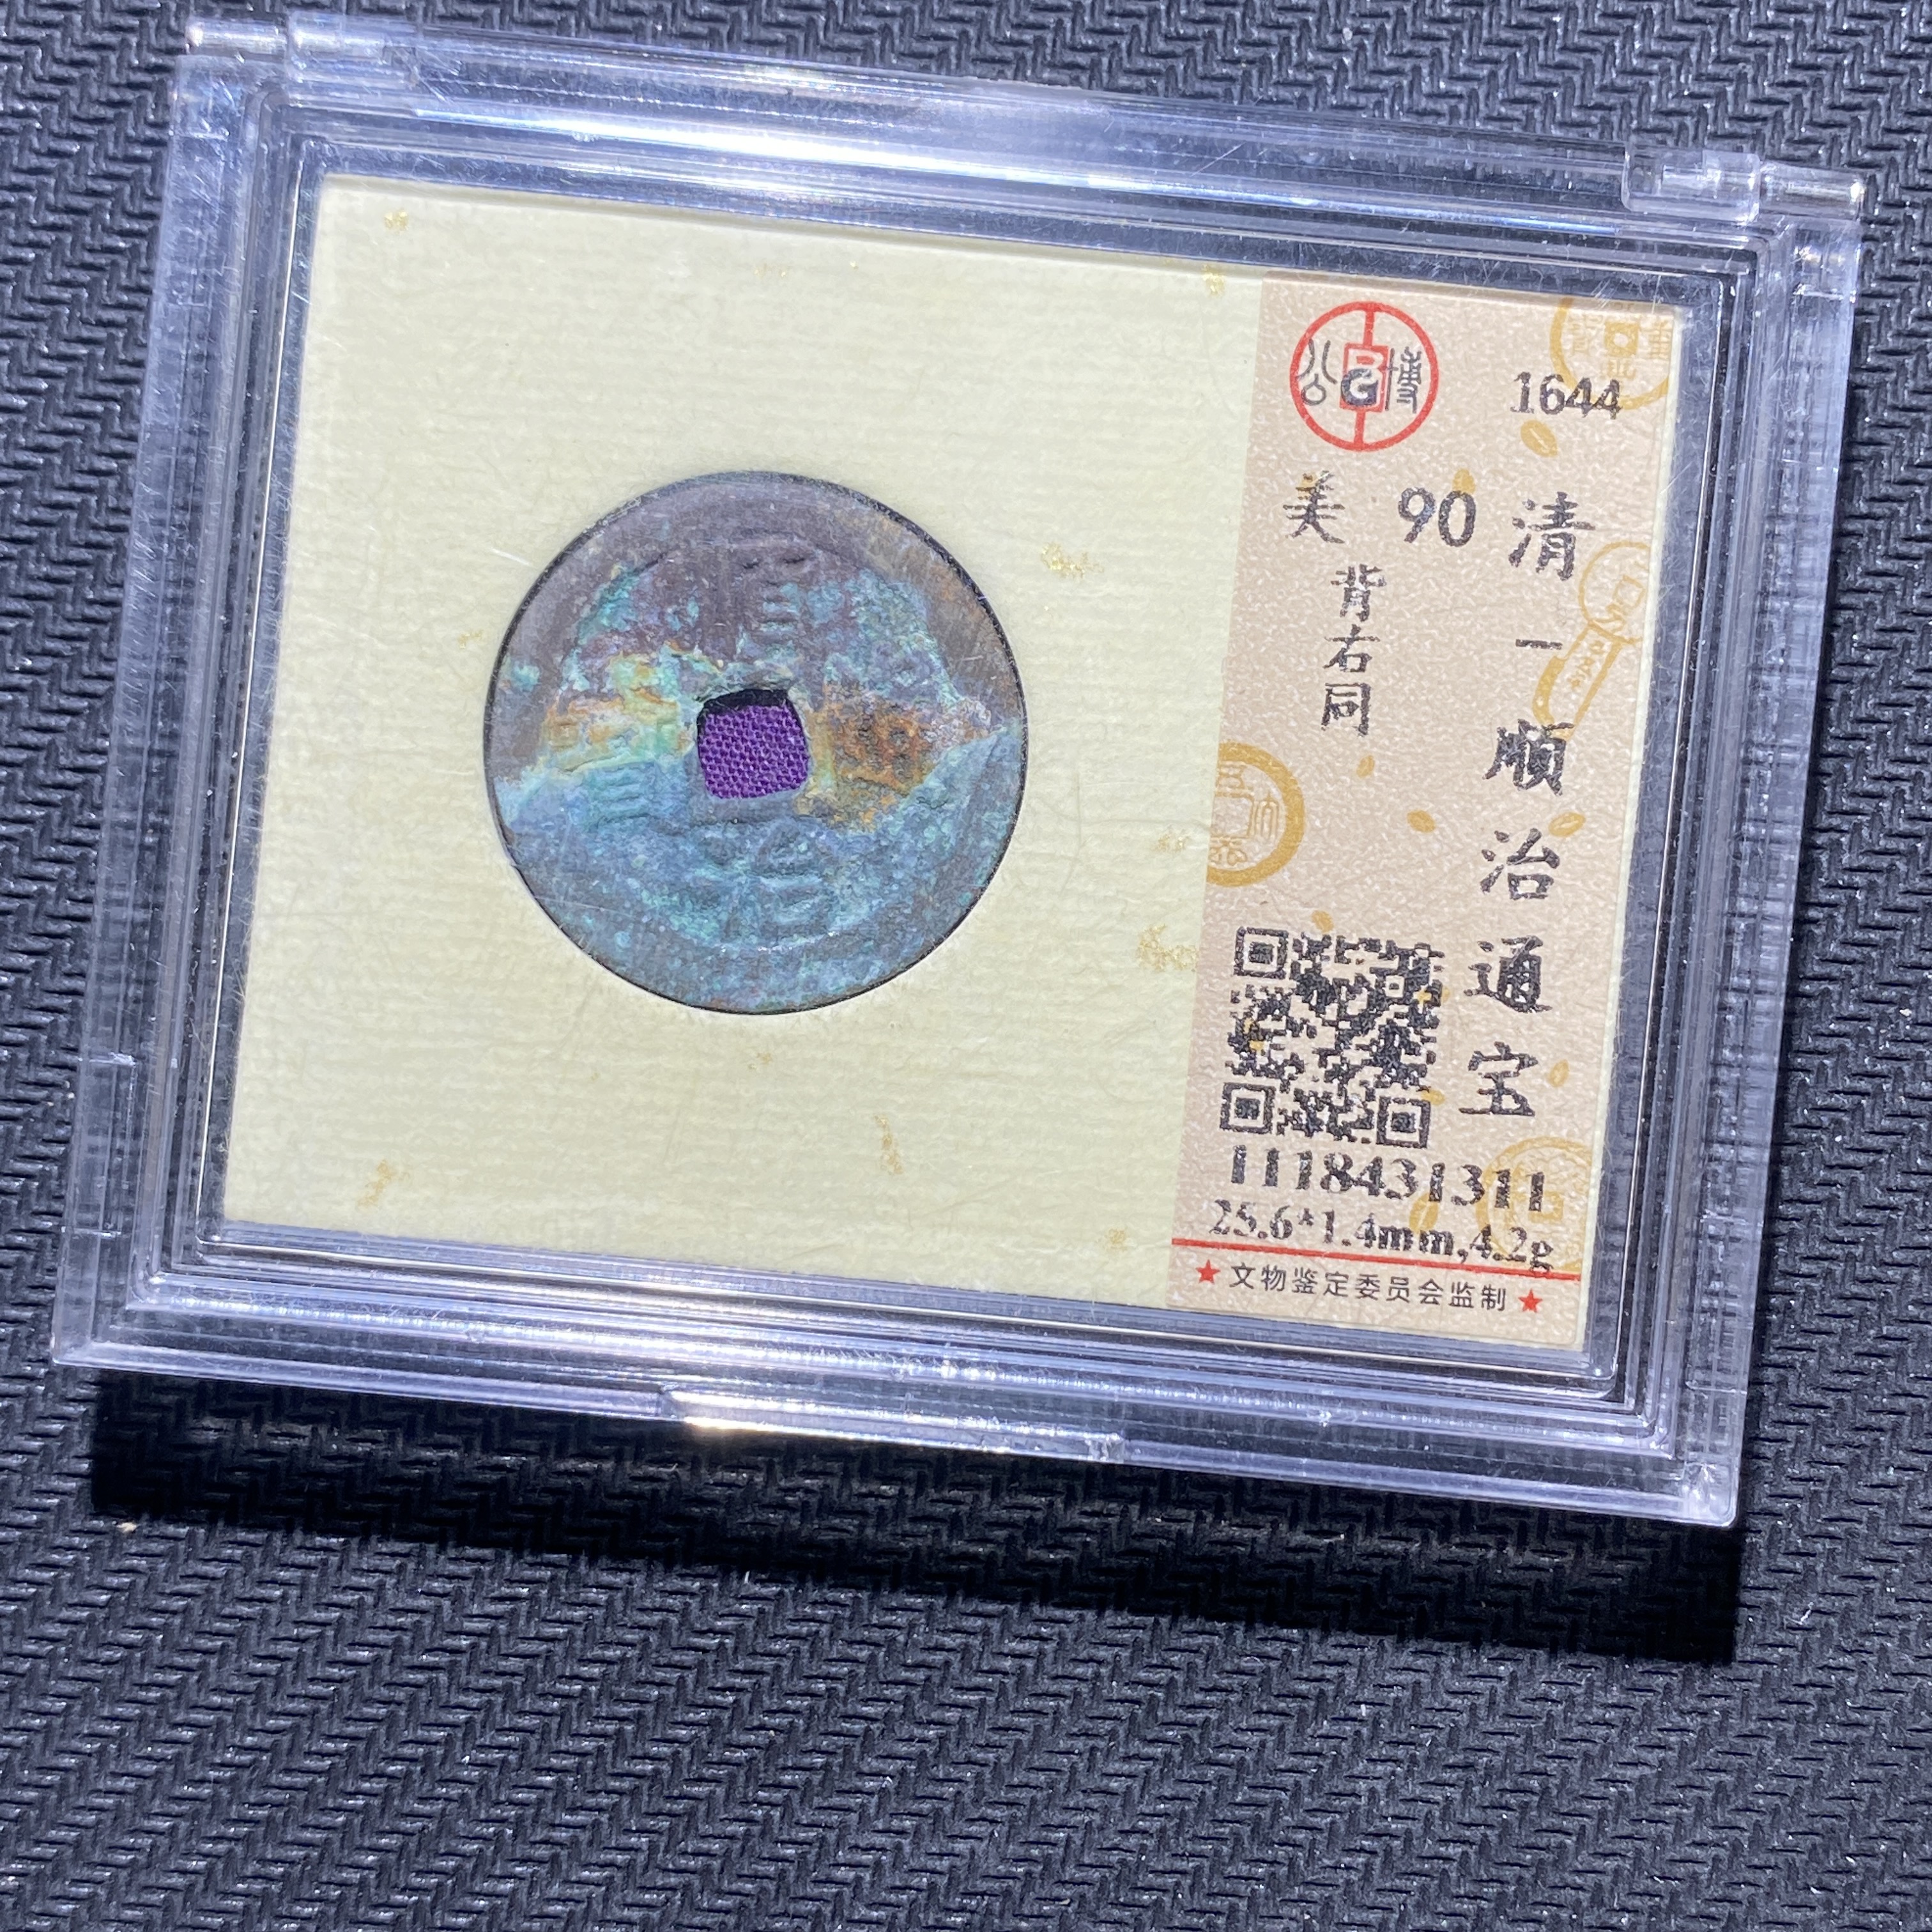 公 G 博
1644
清一顺治通宝
美 90
背右同
1118431311
25.6*1.4mm,4.2g
★文物鉴定委员会监制★